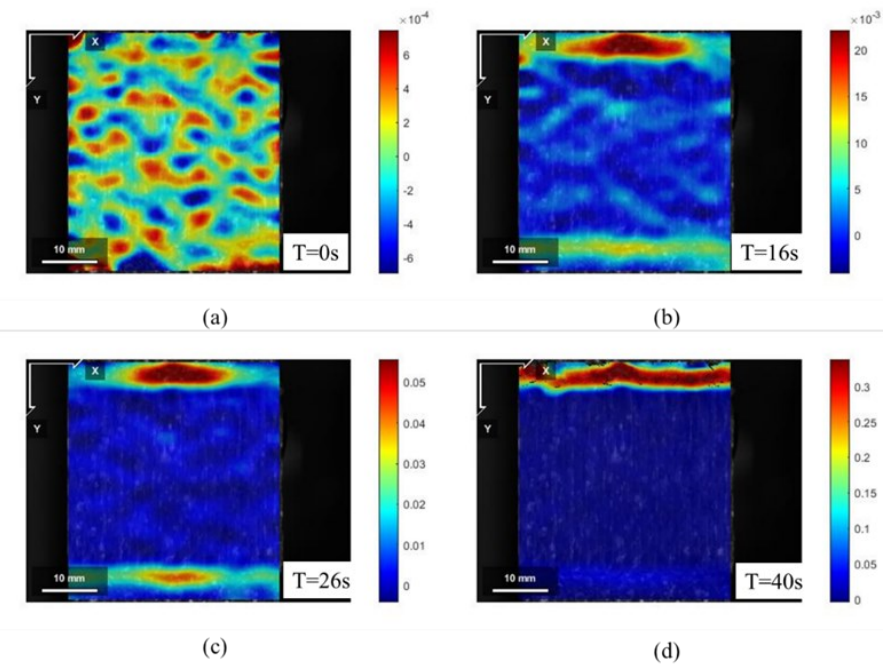 ×10⁻⁴
X
Y
6
4
2
0
-2
-4
-6
10 mm
T=0s
(a)
×10⁻³
X
Y
20
15
10
5
0
10 mm
T=16s
(b)
X
Y
0.05
0.04
0.03
0.02
0.01
0
10 mm
T=26s
(c)
X
Y
0.3
0.25
0.2
0.15
0.1
0.05
0
10 mm
T=40s
(d)